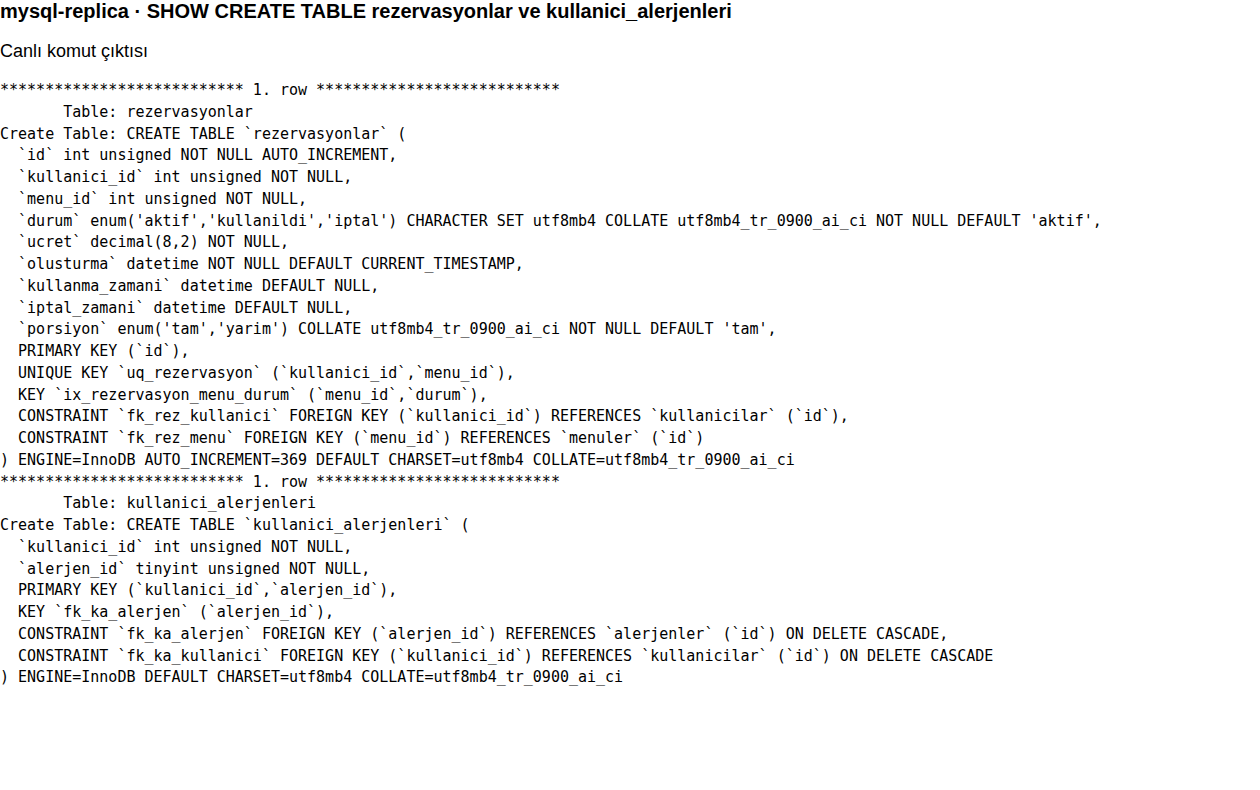 mysql-replica · SHOW CREATE TABLE rezervasyonlar ve kullanici_alerjenleri
Canlı komut çıktısı
*************************** 1. row ***************************
       Table: rezervasyonlar
Create Table: CREATE TABLE `rezervasyonlar` (
  `id` int unsigned NOT NULL AUTO_INCREMENT,
  `kullanici_id` int unsigned NOT NULL,
  `menu_id` int unsigned NOT NULL,
  `durum` enum('aktif','kullanildi','iptal') CHARACTER SET utf8mb4 COLLATE utf8mb4_tr_0900_ai_ci NOT NULL DEFAULT 'aktif',
  `ucret` decimal(8,2) NOT NULL,
  `olusturma` datetime NOT NULL DEFAULT CURRENT_TIMESTAMP,
  `kullanma_zamani` datetime DEFAULT NULL,
  `iptal_zamani` datetime DEFAULT NULL,
  `porsiyon` enum('tam','yarim') COLLATE utf8mb4_tr_0900_ai_ci NOT NULL DEFAULT 'tam',
  PRIMARY KEY (`id`),
  UNIQUE KEY `uq_rezervasyon` (`kullanici_id`,`menu_id`),
  KEY `ix_rezervasyon_menu_durum` (`menu_id`,`durum`),
  CONSTRAINT `fk_rez_kullanici` FOREIGN KEY (`kullanici_id`) REFERENCES `kullanicilar` (`id`),
  CONSTRAINT `fk_rez_menu` FOREIGN KEY (`menu_id`) REFERENCES `menuler` (`id`)
) ENGINE=InnoDB AUTO_INCREMENT=369 DEFAULT CHARSET=utf8mb4 COLLATE=utf8mb4_tr_0900_ai_ci
*************************** 1. row ***************************
       Table: kullanici_alerjenleri
Create Table: CREATE TABLE `kullanici_alerjenleri` (
  `kullanici_id` int unsigned NOT NULL,
  `alerjen_id` tinyint unsigned NOT NULL,
  PRIMARY KEY (`kullanici_id`,`alerjen_id`),
  KEY `fk_ka_alerjen` (`alerjen_id`),
  CONSTRAINT `fk_ka_alerjen` FOREIGN KEY (`alerjen_id`) REFERENCES `alerjenler` (`id`) ON DELETE CASCADE,
  CONSTRAINT `fk_ka_kullanici` FOREIGN KEY (`kullanici_id`) REFERENCES `kullanicilar` (`id`) ON DELETE CASCADE
) ENGINE=InnoDB DEFAULT CHARSET=utf8mb4 COLLATE=utf8mb4_tr_0900_ai_ci